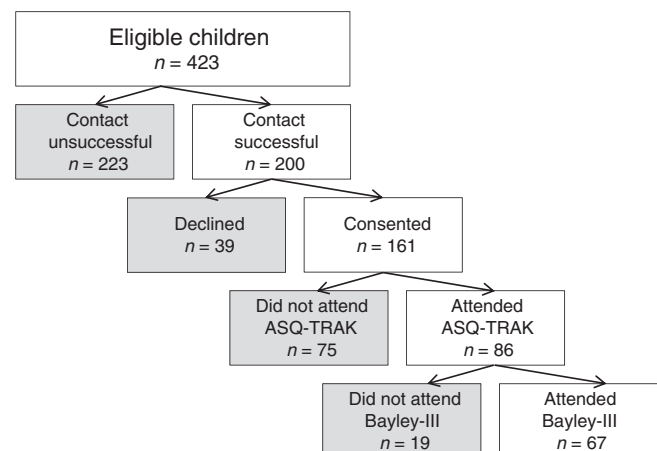 Eligible children
n = 423
Contact
unsuccessful
n = 223
Contact
successful
n = 200
Declined
n = 39
Consented
n = 161
Did not attend
ASQ-TRAK
n = 75
Attended
ASQ-TRAK
n = 86
Did not attend
Bayley-III
n = 19
Attended
Bayley-III
n = 67